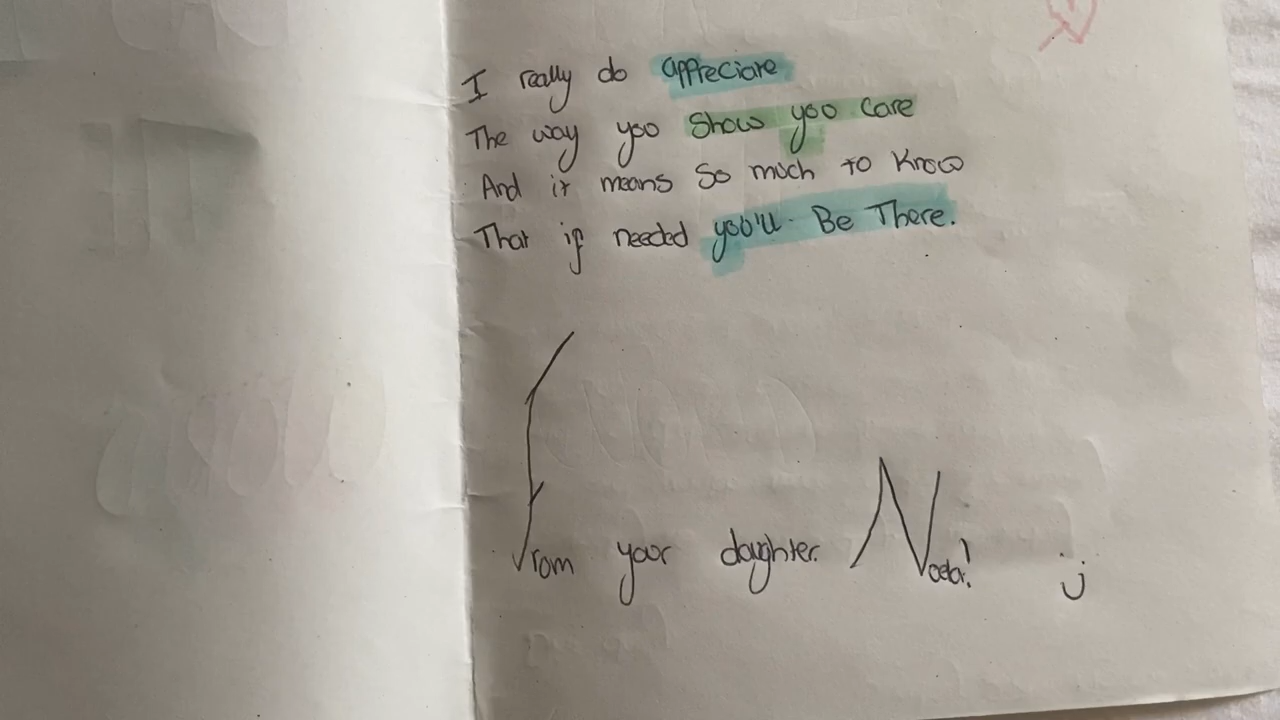 I really do appreciate
The way you show you care
And it means so much to know
That if needed you'll Be There.
From your daughter. Nada! :)